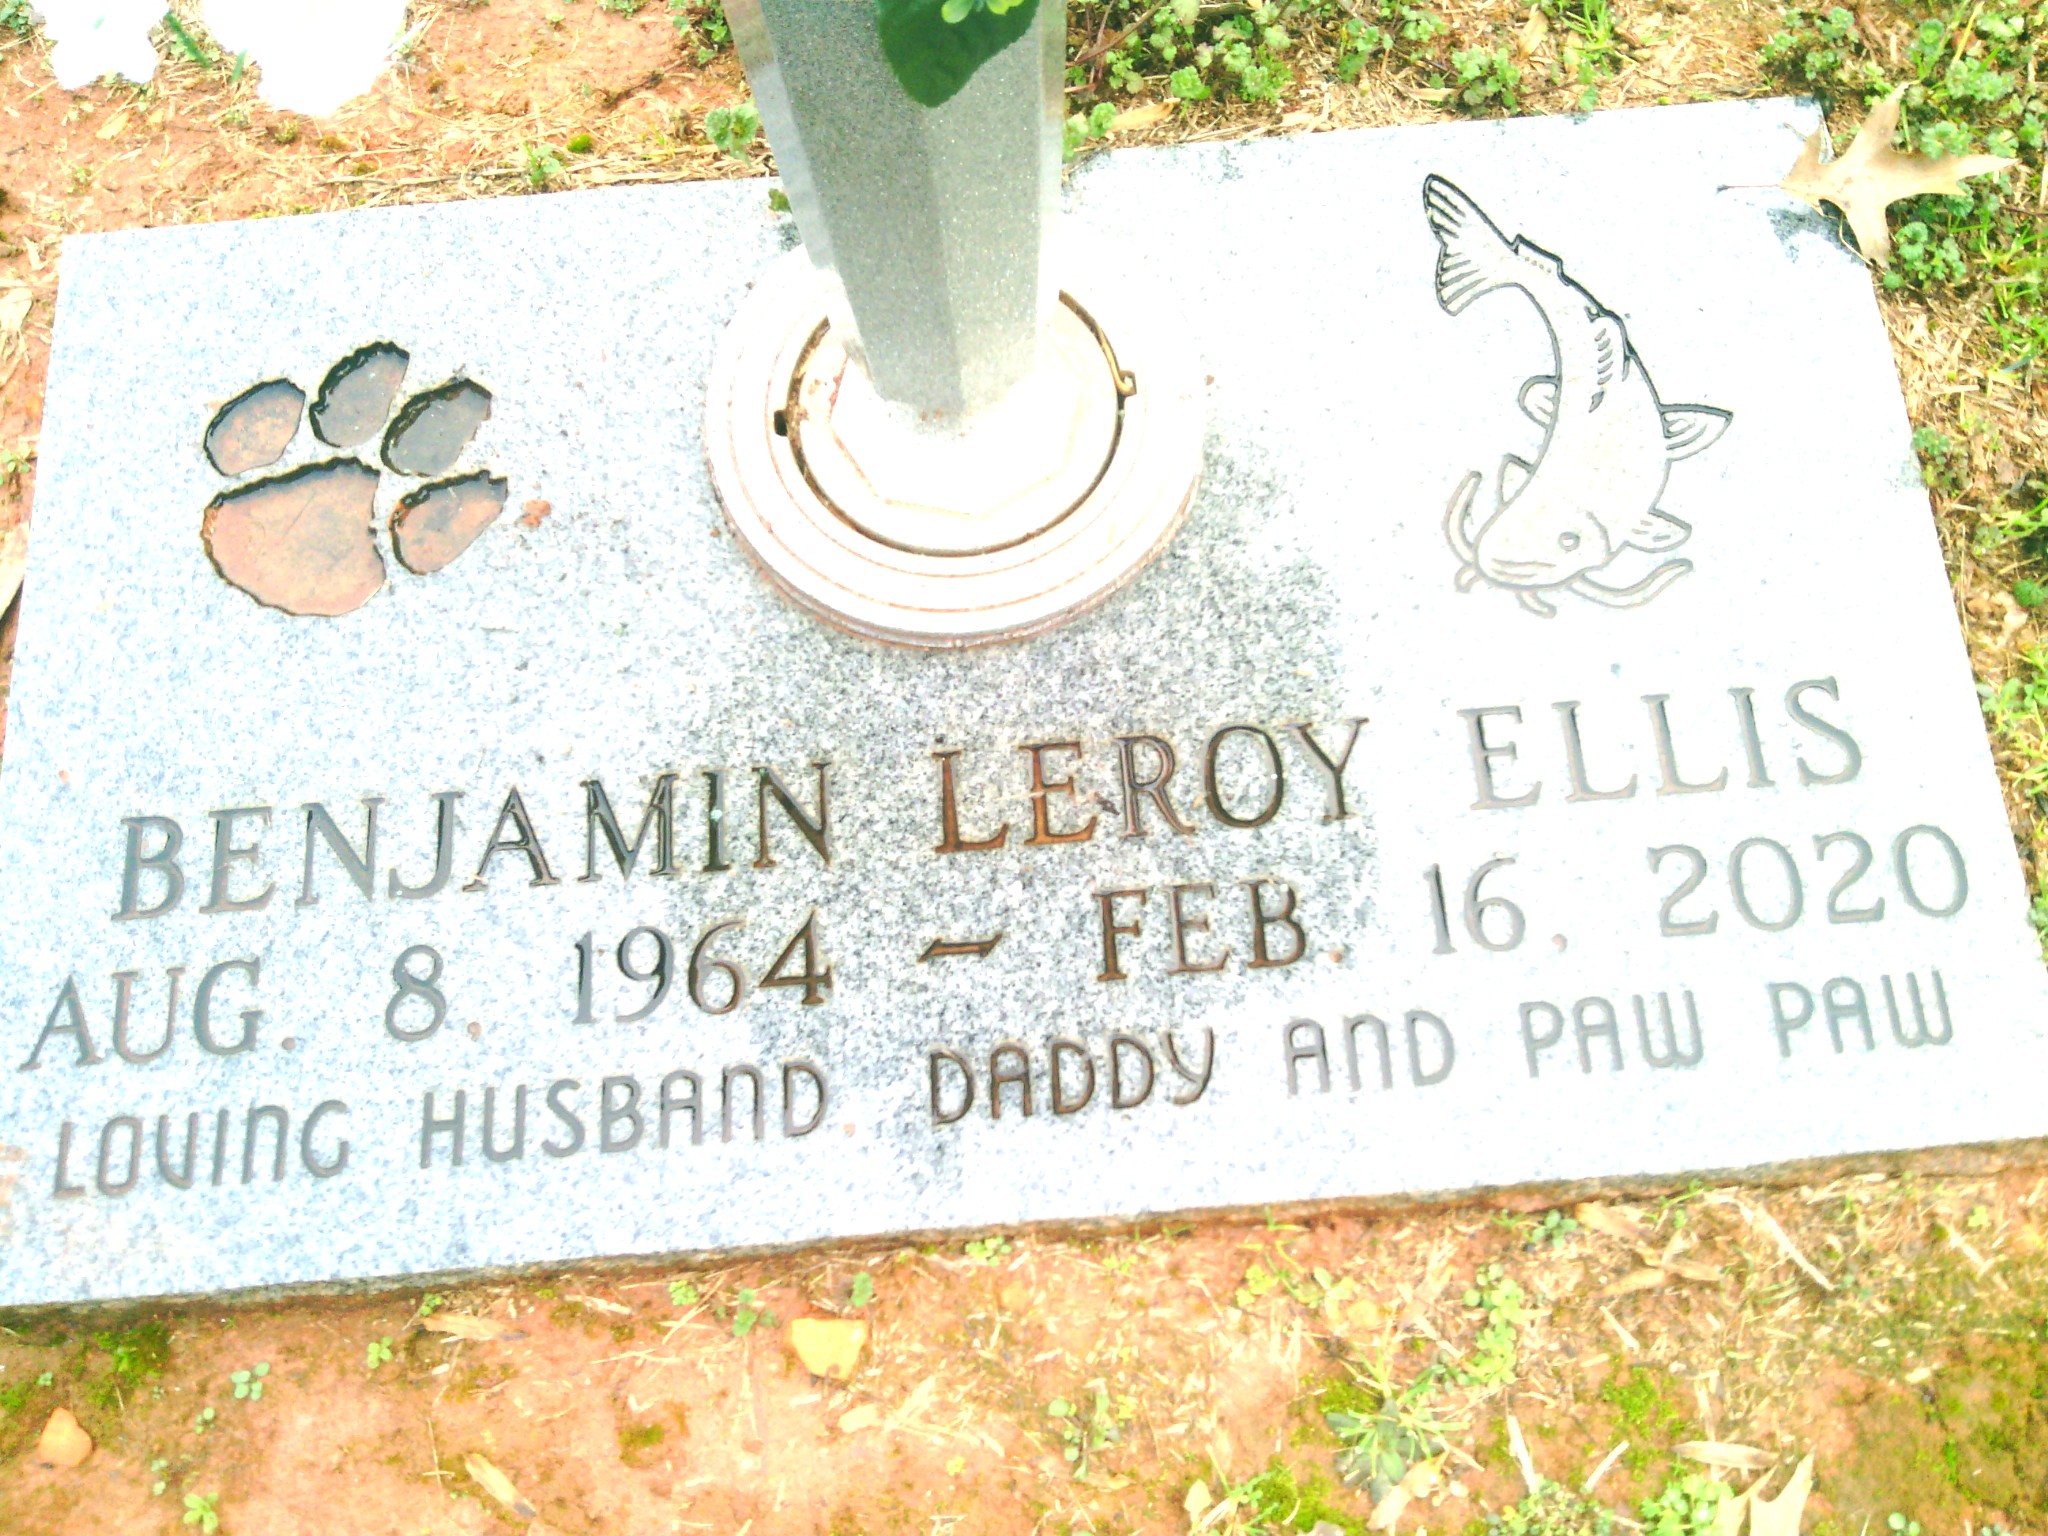 BENJAMIN LEROY ELLIS
AUG. 8, 1964 - FEB. 16, 2020
LOVING HUSBAND, DADDY AND PAW PAW